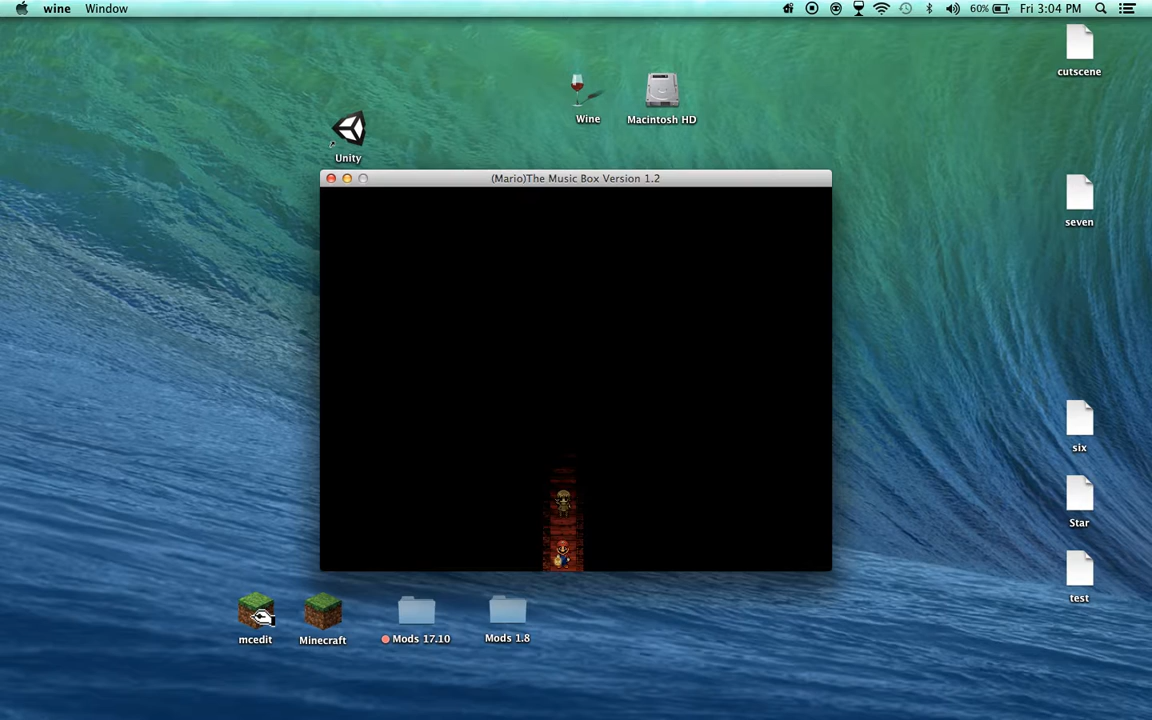 wine Window 60% Fri 3:04 PM
cutscene
Wine
Macintosh HD
Unity
(Mario)The Music Box Version 1.2
seven
six
Star
test
mcedit
Minecraft
Mods 17.10
Mods 1.8